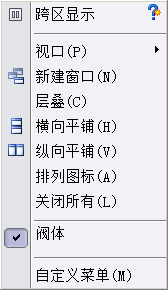 跨区显示
视口(P)
新建窗口(N)
层叠(C)
横向平铺(H)
纵向平铺(V)
排列图标(A)
关闭所有(L)
阀体
自定义菜单(M)